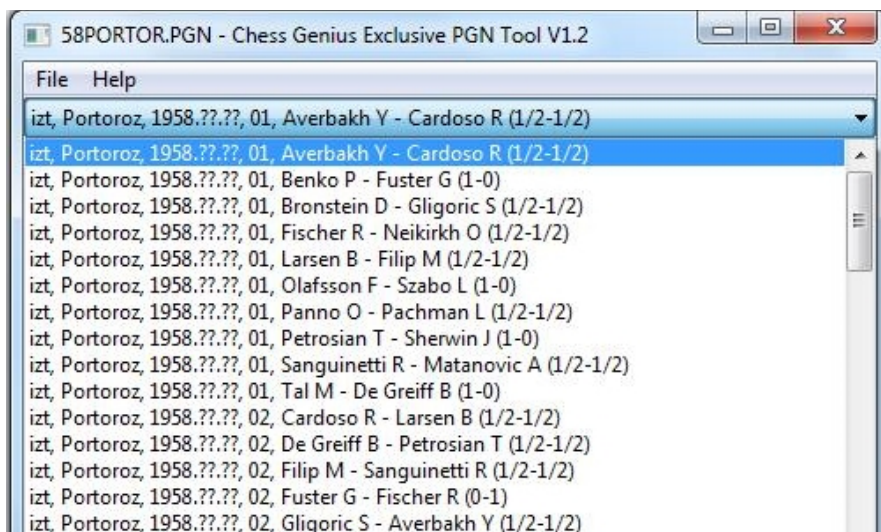 58PORTOR.PGN - Chess Genius Exclusive PGN Tool V1.2
File Help
izt, Portoroz, 1958.??.??, 01, Averbakh Y - Cardoso R (1/2-1/2)
izt, Portoroz, 1958.??.??, 01, Averbakh Y - Cardoso R (1/2-1/2)
izt, Portoroz, 1958.??.??, 01, Benko P - Fuster G (1-0)
izt, Portoroz, 1958.??.??, 01, Bronstein D - Gligoric S (1/2-1/2)
izt, Portoroz, 1958.??.??, 01, Fischer R - Neikirkh O (1/2-1/2)
izt, Portoroz, 1958.??.??, 01, Larsen B - Filip M (1/2-1/2)
izt, Portoroz, 1958.??.??, 01, Olafsson F - Szabo L (1-0)
izt, Portoroz, 1958.??.??, 01, Panno O - Pachman L (1/2-1/2)
izt, Portoroz, 1958.??.??, 01, Petrosian T - Sherwin J (1-0)
izt, Portoroz, 1958.??.??, 01, Sanguinetti R - Matanovic A (1/2-1/2)
izt, Portoroz, 1958.??.??, 01, Tal M - De Greiff B (1-0)
izt, Portoroz, 1958.??.??, 02, Cardoso R - Larsen B (1/2-1/2)
izt, Portoroz, 1958.??.??, 02, De Greiff B - Petrosian T (1/2-1/2)
izt, Portoroz, 1958.??.??, 02, Filip M - Sanguinetti R (1/2-1/2)
izt, Portoroz, 1958.??.??, 02, Fuster G - Fischer R (0-1)
izt, Portoroz, 1958.??.??, 02, Gligoric S - Averbakh Y (1/2-1/2)